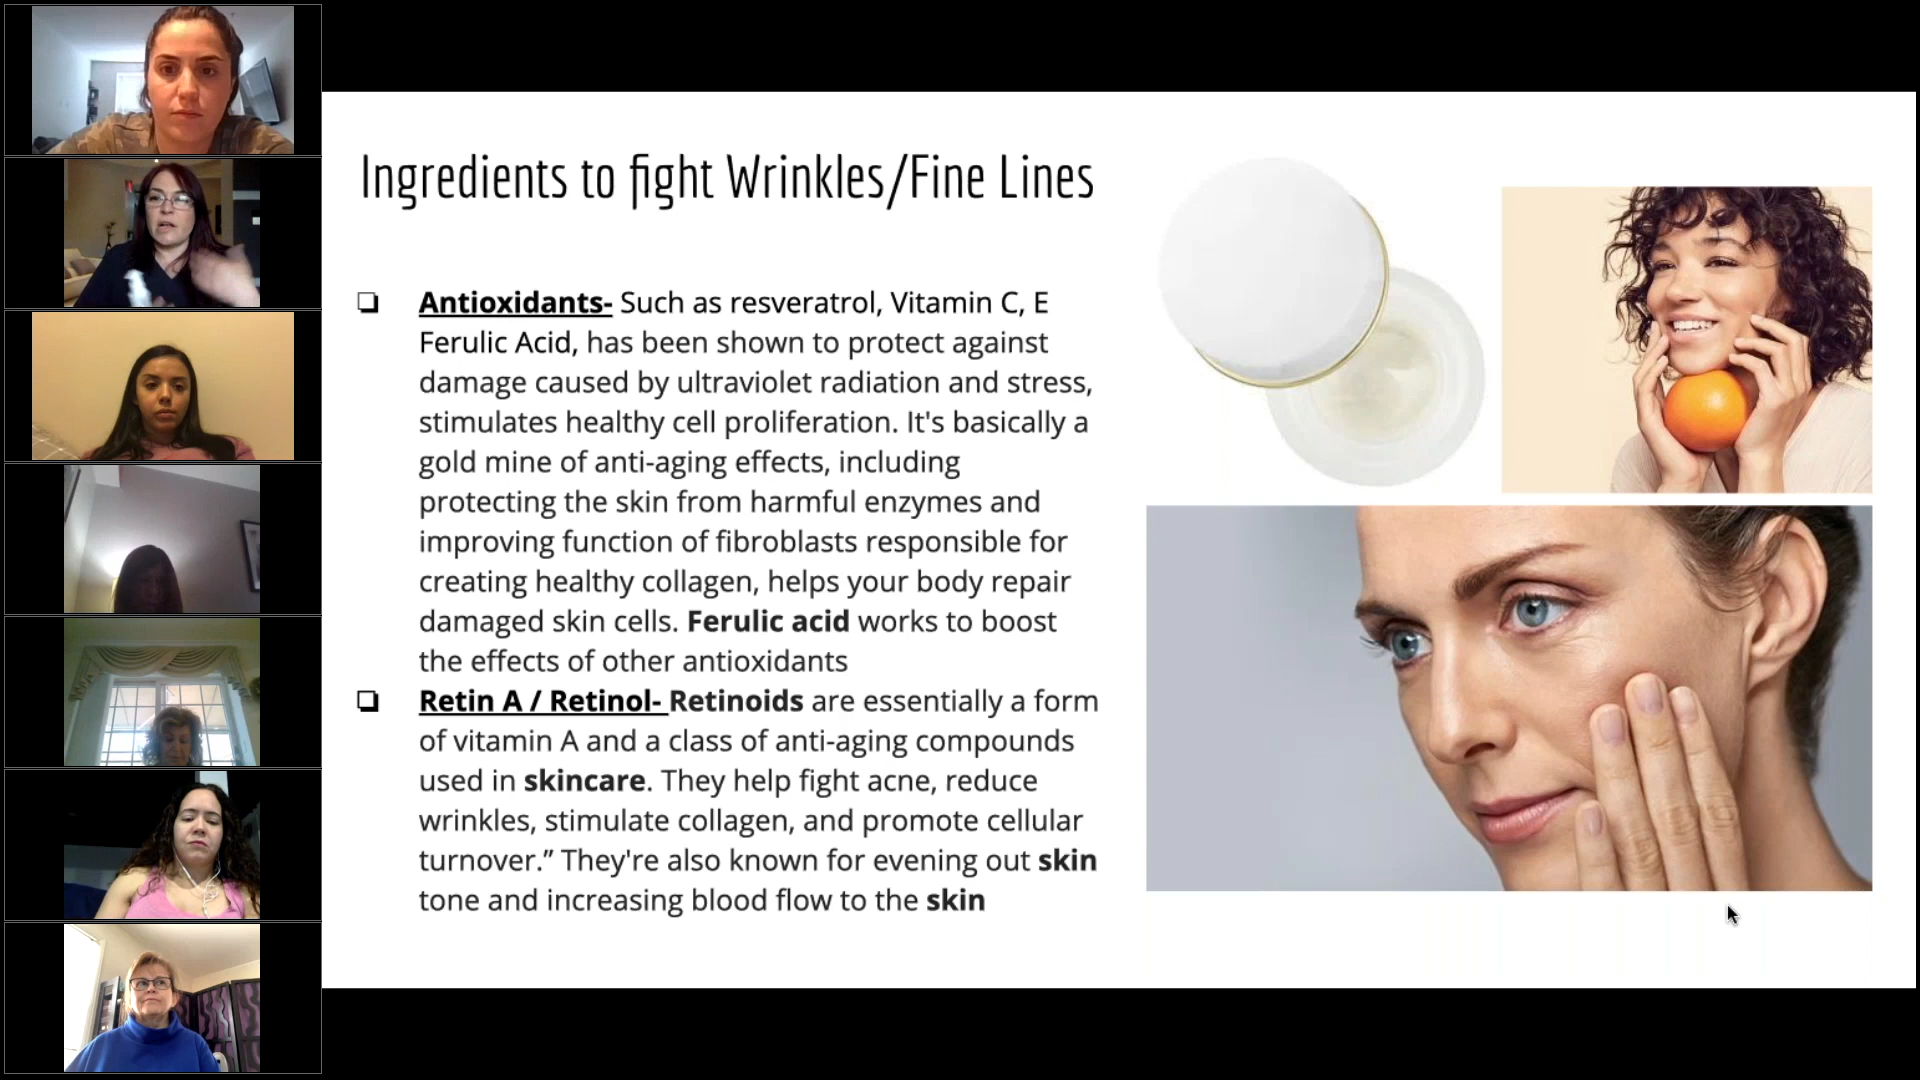 Ingredients to fight Wrinkles/Fine Lines
Antioxidants- Such as resveratrol, Vitamin C, E
Ferulic Acid, has been shown to protect against
damage caused by ultraviolet radiation and stress,
stimulates healthy cell proliferation. It's basically a
gold mine of anti-aging effects, including
protecting the skin from harmful enzymes and
improving function of fibroblasts responsible for
creating healthy collagen, helps your body repair
damaged skin cells. Ferulic acid works to boost
the effects of other antioxidants
Retin A / Retinol- Retinoids are essentially a form
of vitamin A and a class of anti-aging compounds
used in skincare. They help fight acne, reduce
wrinkles, stimulate collagen, and promote cellular
turnover.” They're also known for evening out skin
tone and increasing blood flow to the skin